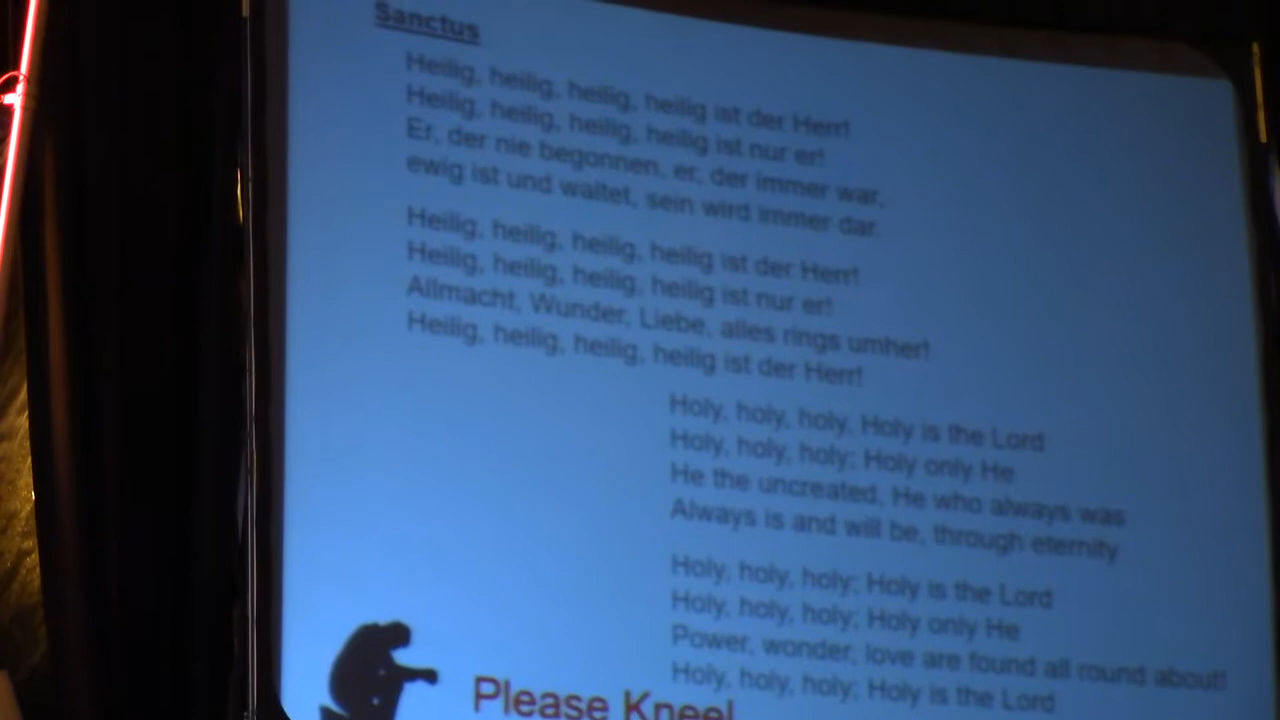 Sanctus
Heilig, heilig, heilig, heilig ist der Herr!
Heilig, heilig, heilig, heilig ist nur er!
Er, der nie begonnen, er, der immer war,
ewig ist und waltet, sein wird immer dar.
Heilig, heilig, heilig, heilig ist der Herr!
Heilig, heilig, heilig, heilig ist nur er!
Allmacht, Wunder, Liebe, alles rings umher!
Heilig, heilig, heilig, heilig ist der Herr!
Holy, holy, holy, Holy is the Lord
Holy, holy, holy; Holy only He
He the uncreated, He who always was
Always is and will be, through eternity
Holy, holy, holy; Holy is the Lord
Holy, holy, holy; Holy only He
Power, wonder, love are found all round about!
Holy, holy, holy; Holy is the Lord
Please Kneel